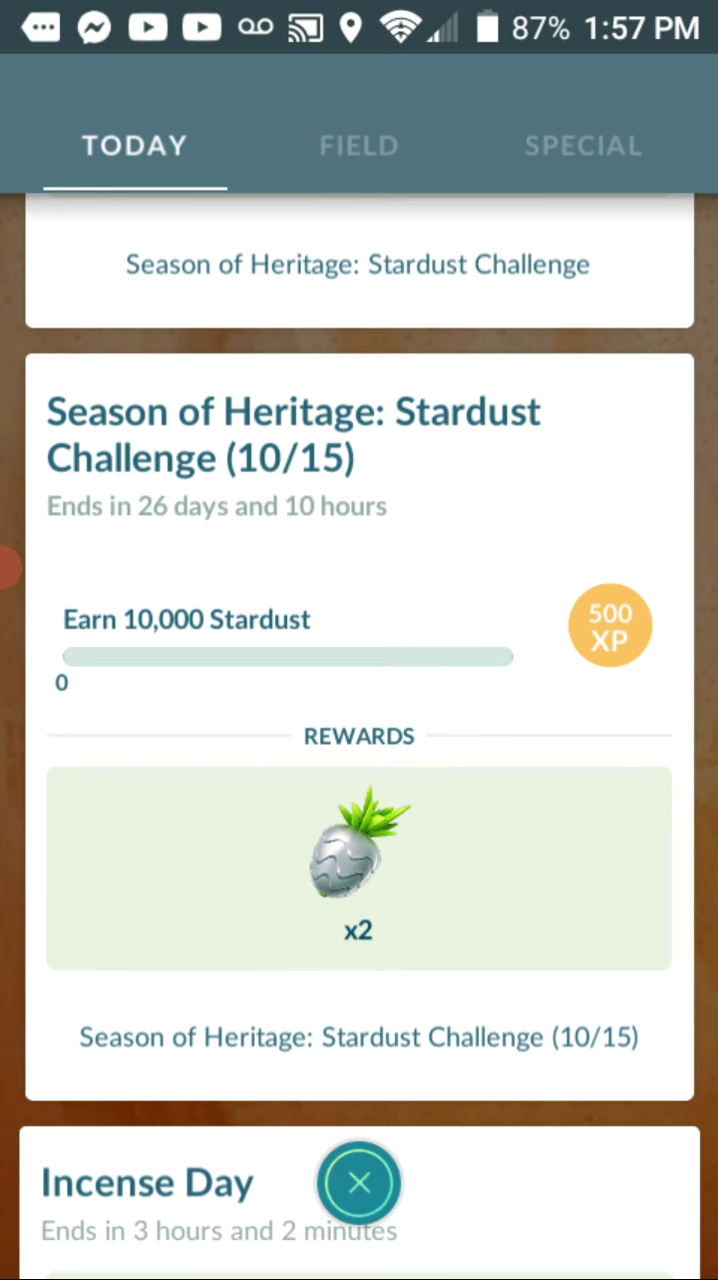 87% 1:57 PM
TODAY FIELD SPECIAL
Season of Heritage: Stardust Challenge
Season of Heritage: Stardust
Challenge (10/15)
Ends in 26 days and 10 hours
Earn 10,000 Stardust
500
XP
0
REWARDS
x2
Season of Heritage: Stardust Challenge (10/15)
Incense Day
Ends in 3 hours and 2 minutes